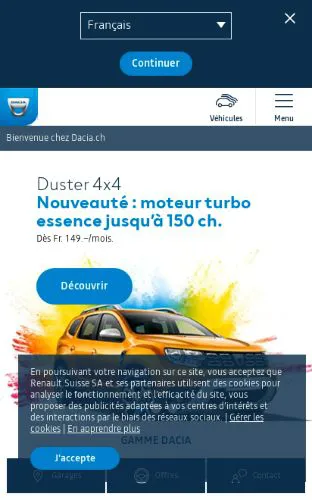 Français
Continuer
DACIA
Véhicules
Menu
Bienvenue chez Dacia.ch
Duster 4x4
Nouveauté : moteur turbo
essence jusqu'à 150 ch.
Dès Fr. 149.–/mois.
Découvrir
En poursuivant votre navigation sur ce site, vous acceptez que
Renault Suisse SA et ses partenaires utilisent des cookies pour
analyser le fonctionnement et l'efficacité du site, vous
proposer des publicités adaptées à vos centres d'intérêts et
des interactions par le biais des réseaux sociaux. | Gérer les
cookies | En apprendre plus
GAMME DACIA
J'accepte
Garages
Offres
Contact